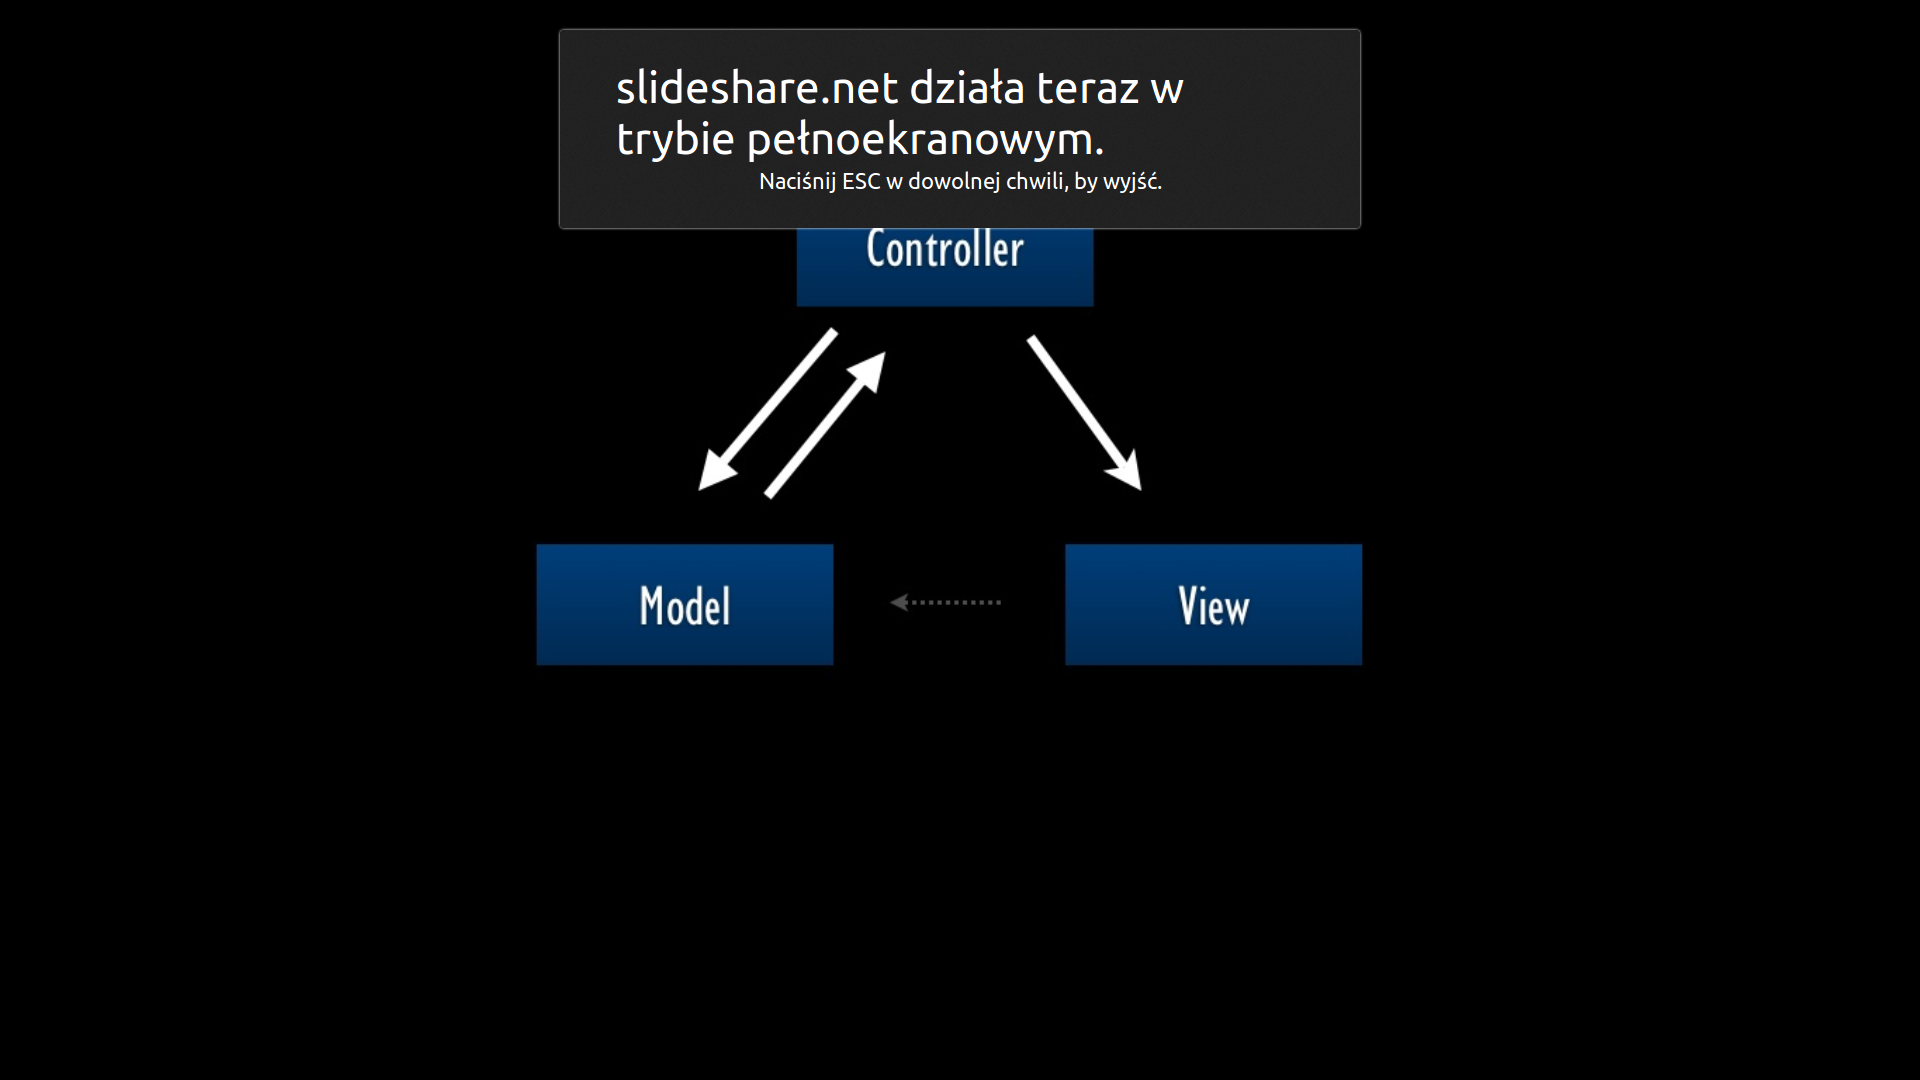 slideshare.net działa teraz w
trybie pełnoekranowym.
Naciśnij ESC w dowolnej chwili, by wyjść.
Controller
Model
View